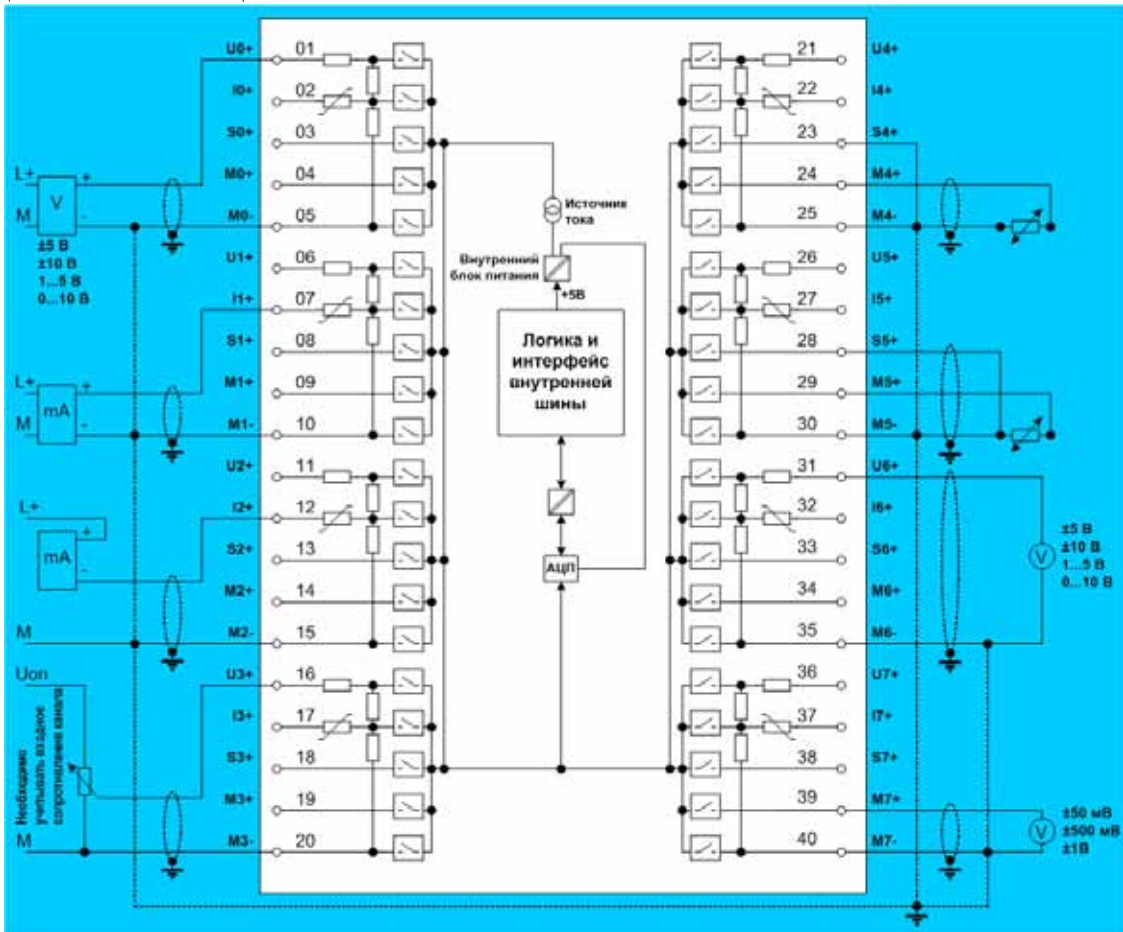 U0+ 01
I0+ 02
S0+ 03
M0+ 04
M0- 05
U1+ 06
I1+ 07
S1+ 08
M1+ 09
M1- 10
U2+ 11
I2+ 12
S2+ 13
M2+ 14
M2- 15
U3+ 16
I3+ 17
S3+ 18
M3+ 19
M3- 20
L+
V
+
-
M
±5 В
±10 В
1...5 В
0...10 В
L+
mA
+
-
M
L+
mA
+
-
M
Uоп
Необходимо
учитывать входное
сопротивление канала
M
Источник
тока
Внутренний
блок питания
+5В
Логика и
интерфейс
внутренней
шины
АЦП
21 U4+
22 I4+
23 S4+
24 M4+
25 M4-
26 U5+
27 I5+
28 S5+
29 M5+
30 M5-
31 U6+
32 I6+
33 S6+
34 M6+
35 M6-
36 U7+
37 I7+
38 S7+
39 M7+
40 M7-
V
±5 В
±10 В
1...5 В
0...10 В
V
±50 мВ
±500 мВ
±1В